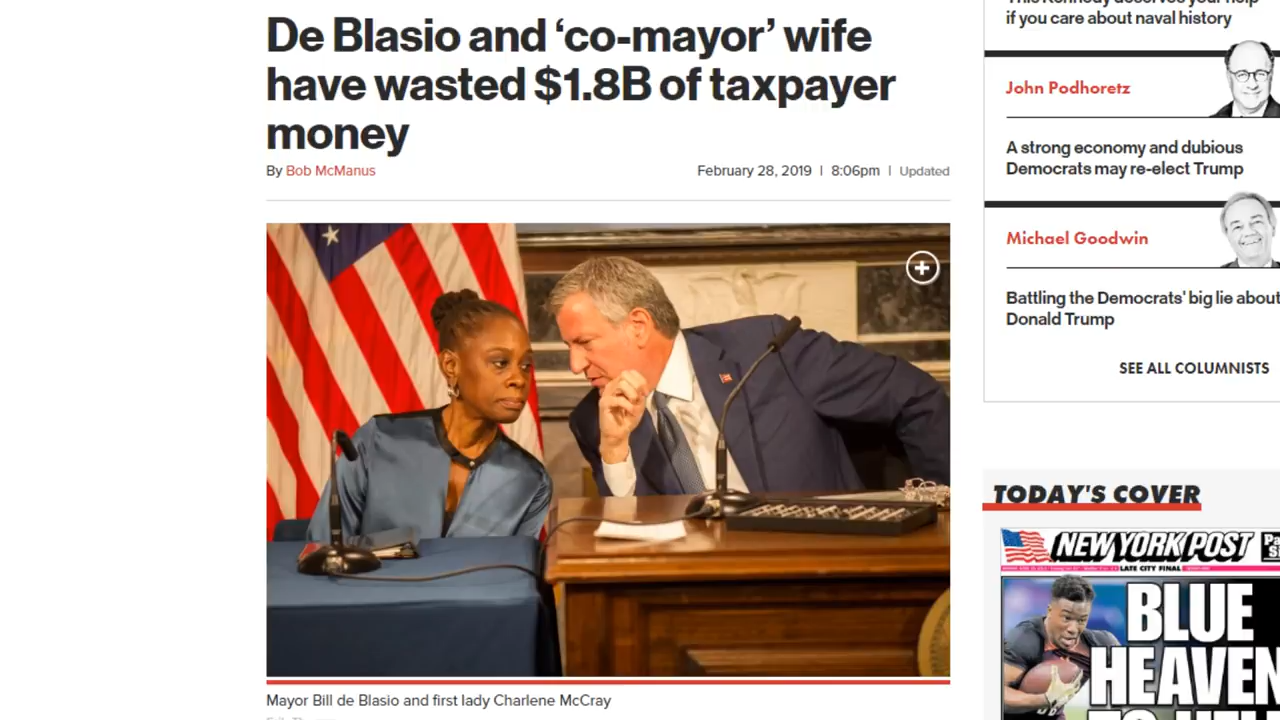 De Blasio and ‘co-mayor’ wife
have wasted $1.8B of taxpayer
money
By Bob McManus
February 28, 2019 | 8:06pm | Updated
Mayor Bill de Blasio and first lady Charlene McCray
if you care about naval history
John Podhoretz
A strong economy and dubious
Democrats may re-elect Trump
Michael Goodwin
Battling the Democrats' big lie about
Donald Trump
SEE ALL COLUMNISTS
TODAY'S COVER
NEW YORK POST
LATE CITY FINAL
BLUE
HEAVEN